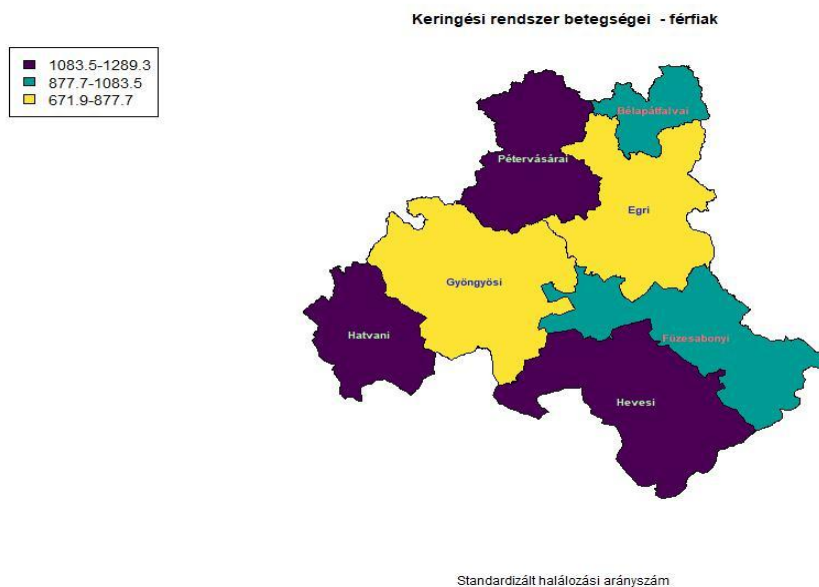 Keringési rendszer betegségei - férfiak
1083.5-1289.3
877.7-1083.5
671.9-877.7
Bélapátfalvai
Pétervásárai
Egri
Gyöngyösi
Hatvani
Füzesabonyi
Hevesi
Standardizált halálozási arányszám